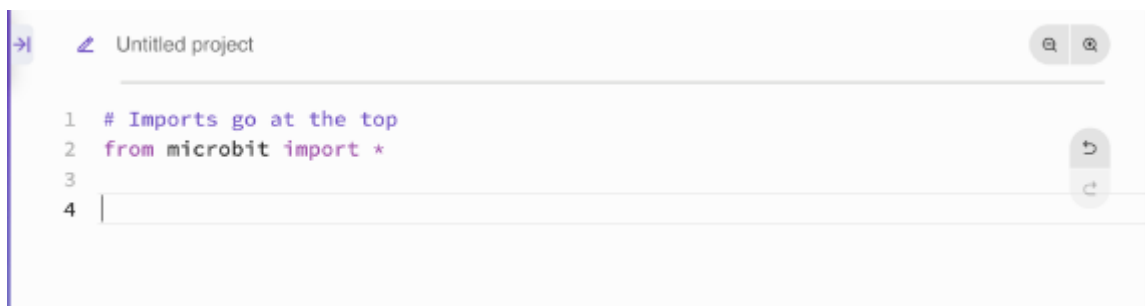 Untitled project
1 # Imports go at the top
2 from microbit import *
3
4